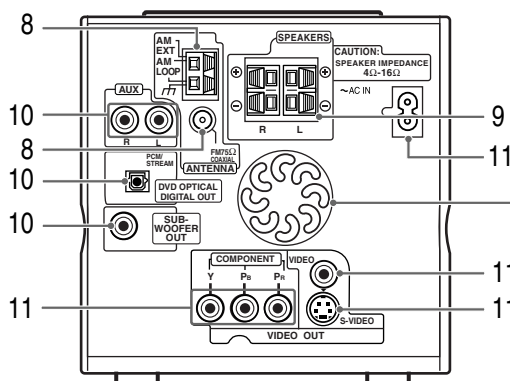 8
AM
EXT
AM
LOOP
SPEAKERS
CAUTION:
SPEAKER IMPEDANCE
4Ω-16Ω
∼AC IN
R L
9
11
AUX
10
R L
8
FM75Ω
COAXIAL
ANTENNA
PCM/
STREAM
10
DVD OPTICAL
DIGITAL OUT
10
SUB-
WOOFER
OUT
COMPONENT
Y PB PR
VIDEO
11
11
11
S-VIDEO
VIDEO OUT